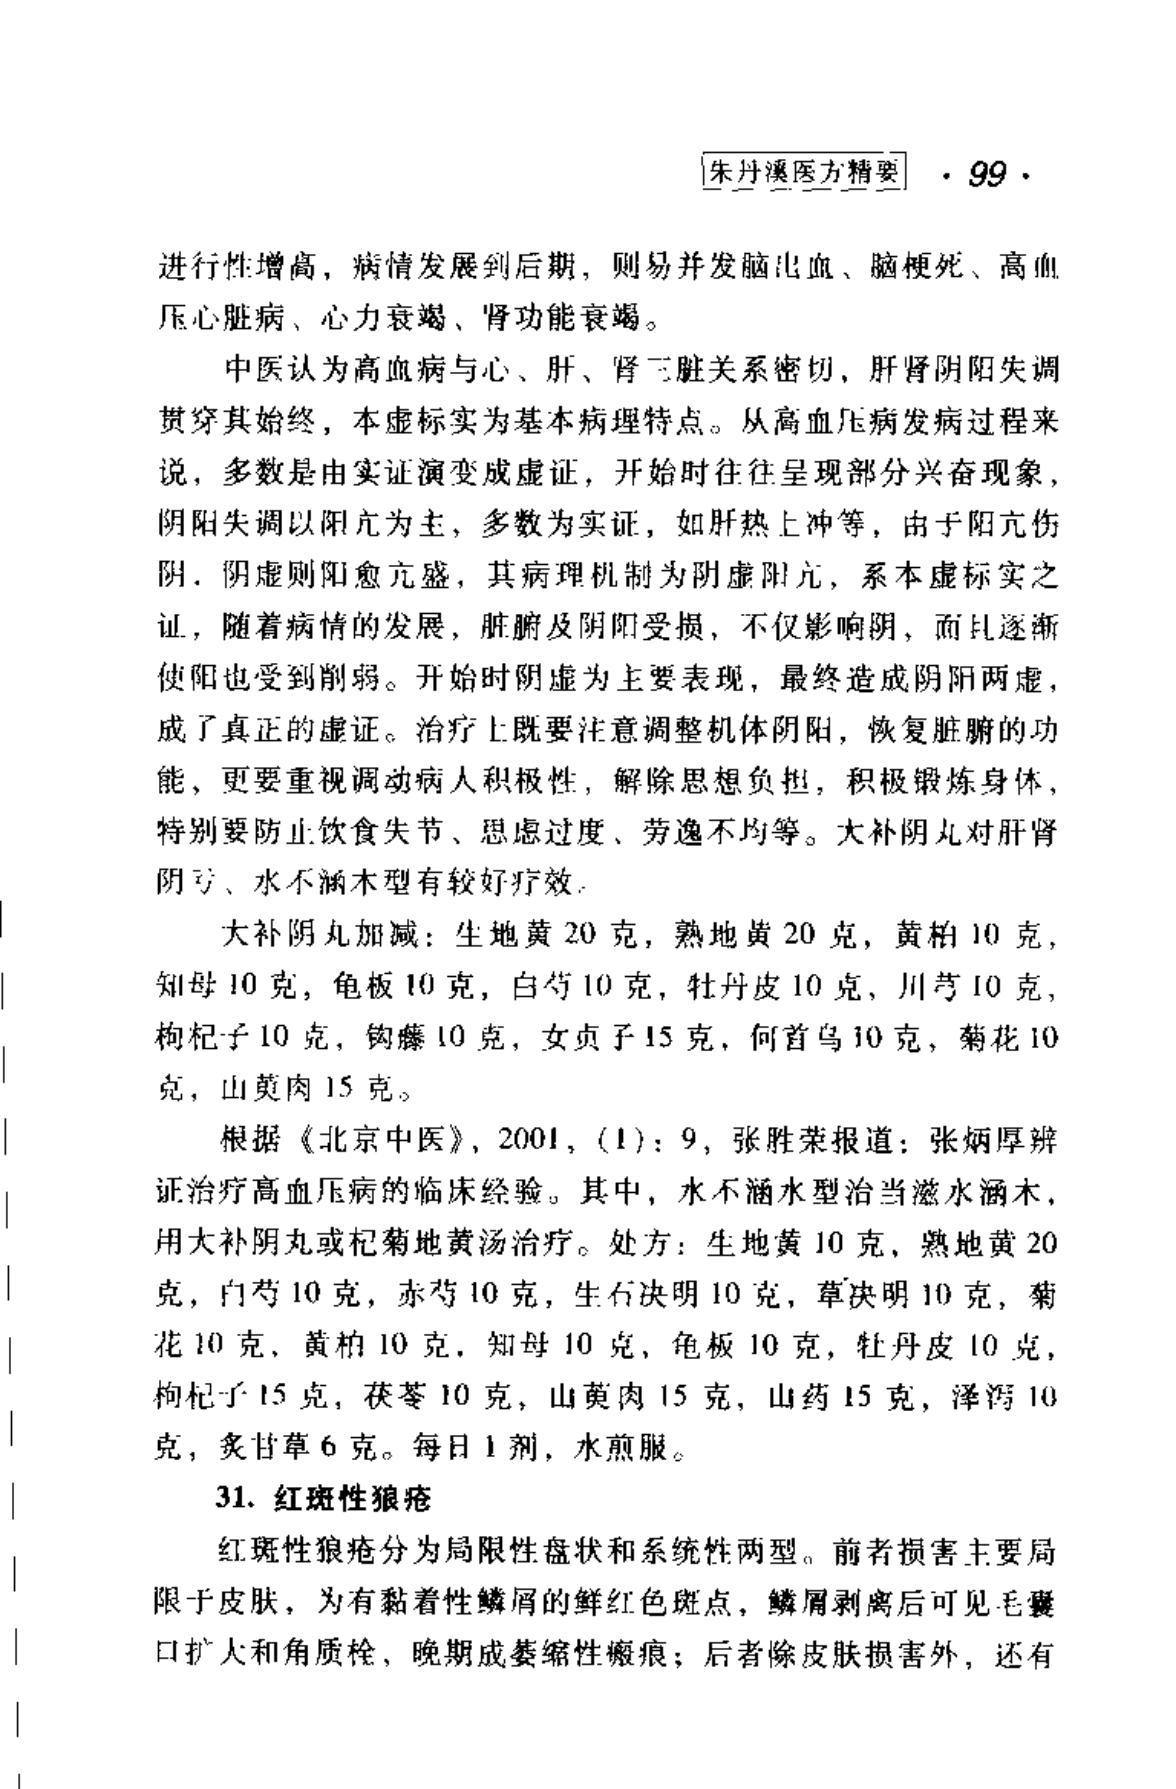 朱丹溪医方精要 · 99 ·
进行性增高，病情发展到后期，则易并发脑出血、脑梗死、高血
压心脏病、心力衰竭、肾功能衰竭。
中医认为高血病与心、肝、肾三脏关系密切，肝肾阴阳失调
贯穿其始终，本虚标实为基本病理特点。从高血压病发病过程来
说，多数是由实证演变成虚证，开始时往往呈现部分兴奋现象，
阴阳失调以阳亢为主，多数为实证，如肝热上冲等，由于阳亢伤
阴．阴虚则阳愈亢盛，其病理机制为阴虚阳亢，系本虚标实之
证，随着病情的发展，脏腑及阴阳受损，不仅影响阴，而且逐渐
使阳也受到削弱。开始时阴虚为主要表现，最终造成阴阳两虚，
成了真正的虚证。治疗上既要注意调整机体阴阳，恢复脏腑的功
能，更要重视调动病人积极性，解除思想负担，积极锻炼身体，
特别要防止饮食失节、思虑过度、劳逸不均等。大补阴丸对肝肾
阴亏、水不涵木型有较好疗效。
大补阴丸加减：生地黄 20 克，熟地黄 20 克，黄柏 10 克，
知母 10 克，龟板 10 克，白芍 10 克，牡丹皮 10 克，川芎 10 克，
枸杞子 10 克，钩藤 10 克，女贞子 15 克，何首乌 10 克，菊花 10
克，山萸肉 15 克。
根据《北京中医》，2001，(1)：9，张胜荣报道：张炳厚辨
证治疗高血压病的临床经验。其中，水不涵水型治当滋水涵木，
用大补阴丸或杞菊地黄汤治疗。处方：生地黄 10 克，熟地黄 20
克，白芍 10 克，赤芍 10 克，生石决明 10 克，草决明 10 克，菊
花 10 克，黄柏 10 克，知母 10 克，龟板 10 克，牡丹皮 10 克，
枸杞子 15 克，茯苓 10 克，山萸肉 15 克，山药 15 克，泽泻 10
克，炙甘草 6 克。每日 1 剂，水煎服。
31. 红斑性狼疮
红斑性狼疮分为局限性盘状和系统性两型。前者损害主要局
限于皮肤，为有黏着性鳞屑的鲜红色斑点，鳞屑剥离后可见毛囊
口扩大和角质栓，晚期成萎缩性瘢痕；后者除皮肤损害外，还有